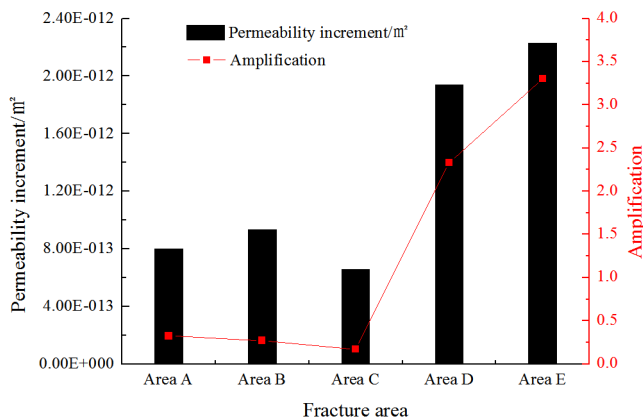 Permeability increment/㎡
Amplification
2.40E-012
2.00E-012
1.60E-012
1.20E-012
8.00E-013
4.00E-013
0.00E+000
Permeability increment/㎡
4.0
3.5
3.0
2.5
2.0
1.5
1.0
0.5
0.0
Amplification
Area A Area B Area C Area D Area E
Fracture area